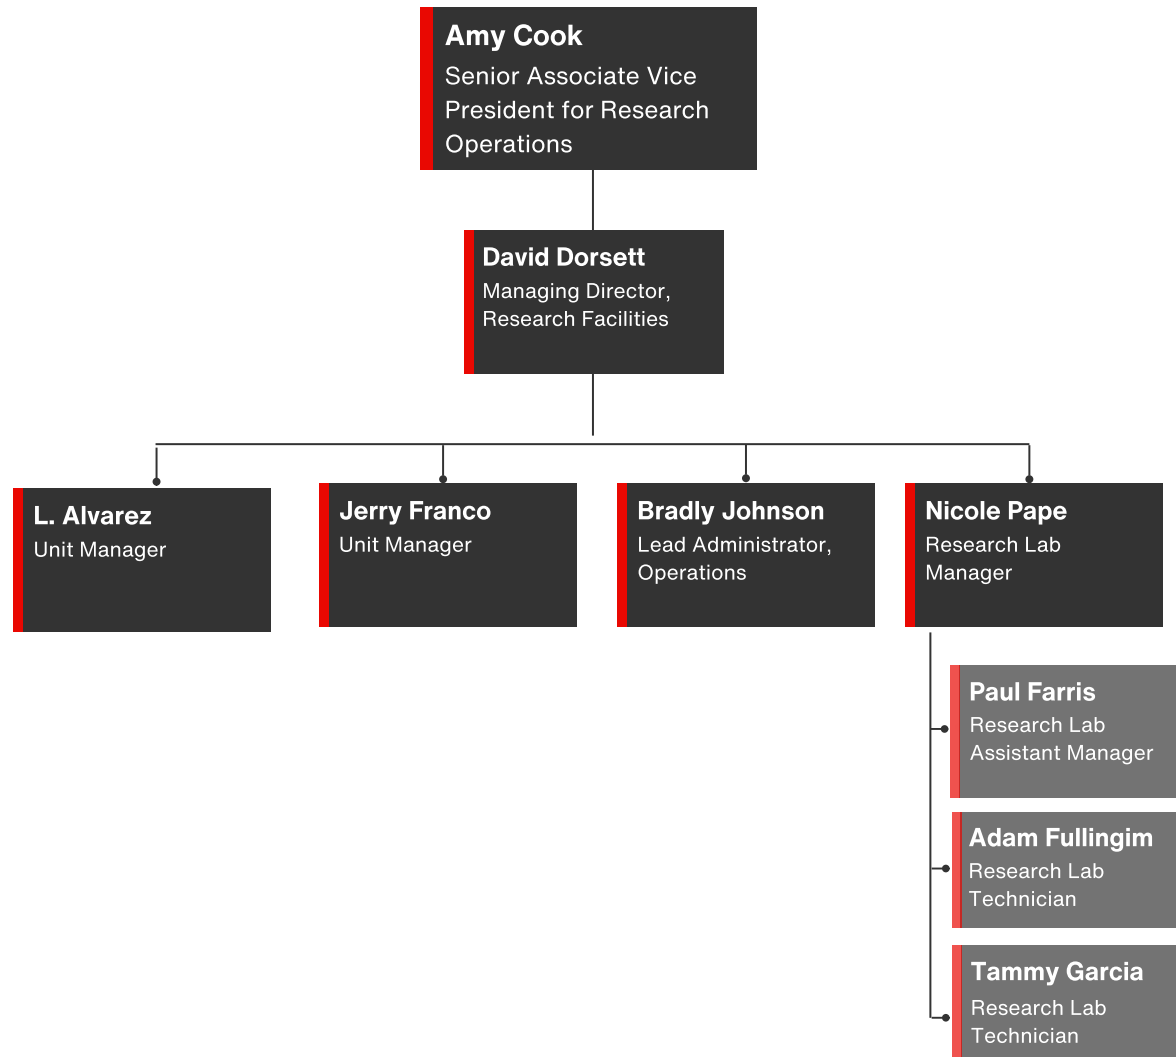 Amy Cook
Senior Associate Vice
President for Research
Operations
David Dorsett
Managing Director,
Research Facilities
L. Alvarez
Unit Manager
Jerry Franco
Unit Manager
Bradly Johnson
Lead Administrator,
Operations
Nicole Pape
Research Lab
Manager
Paul Farris
Research Lab
Assistant Manager
Adam Fullingim
Research Lab
Technician
Tammy Garcia
Research Lab
Technician